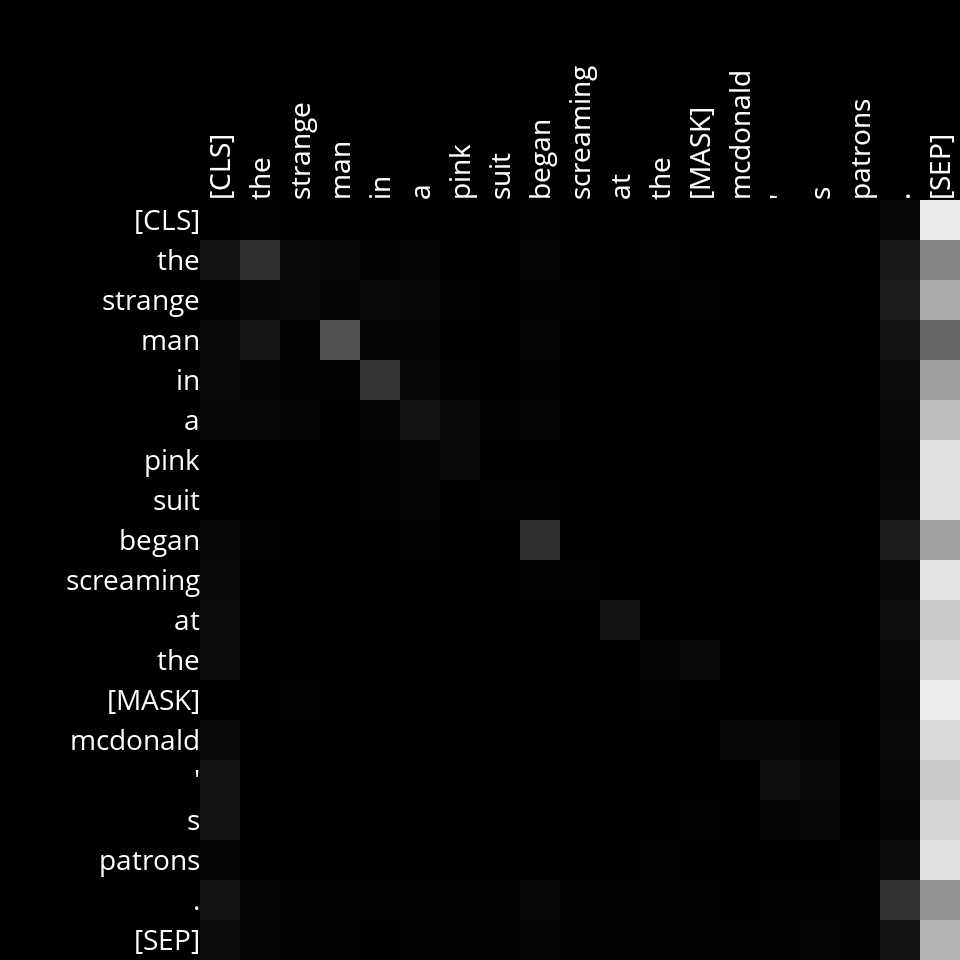 [CLS] the strange man in a pink suit began screaming at the [MASK] mcdonald ' s patrons . [SEP]
[CLS]
the
strange
man
in
a
pink
suit
began
screaming
at
the
[MASK]
mcdonald
'
s
patrons
.
[SEP]